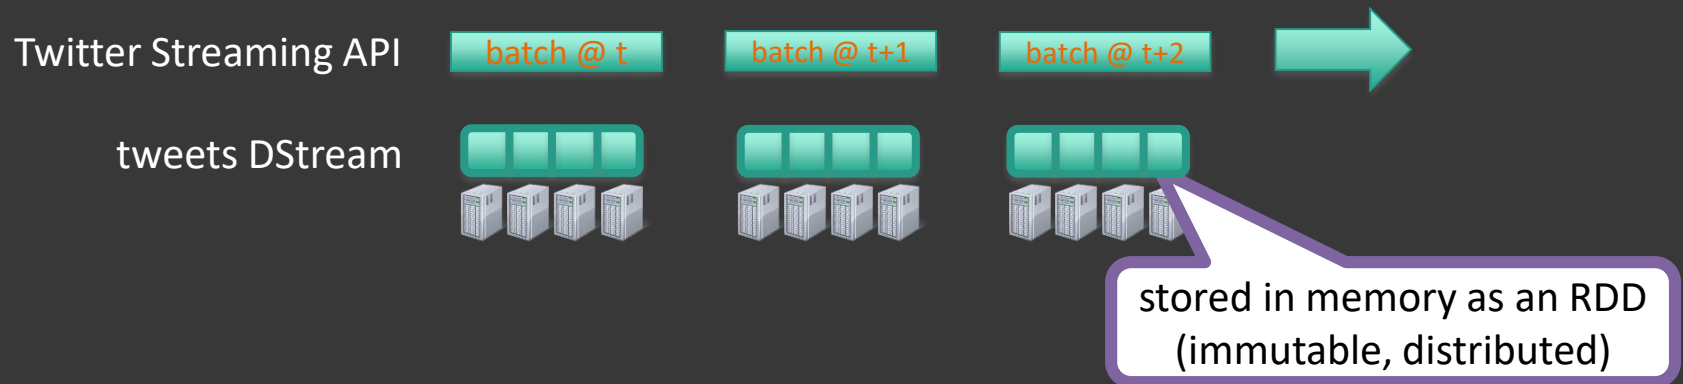 Twitter Streaming API
batch @ t
batch @ t+1
batch @ t+2
tweets DStream
stored in memory as an RDD
(immutable, distributed)